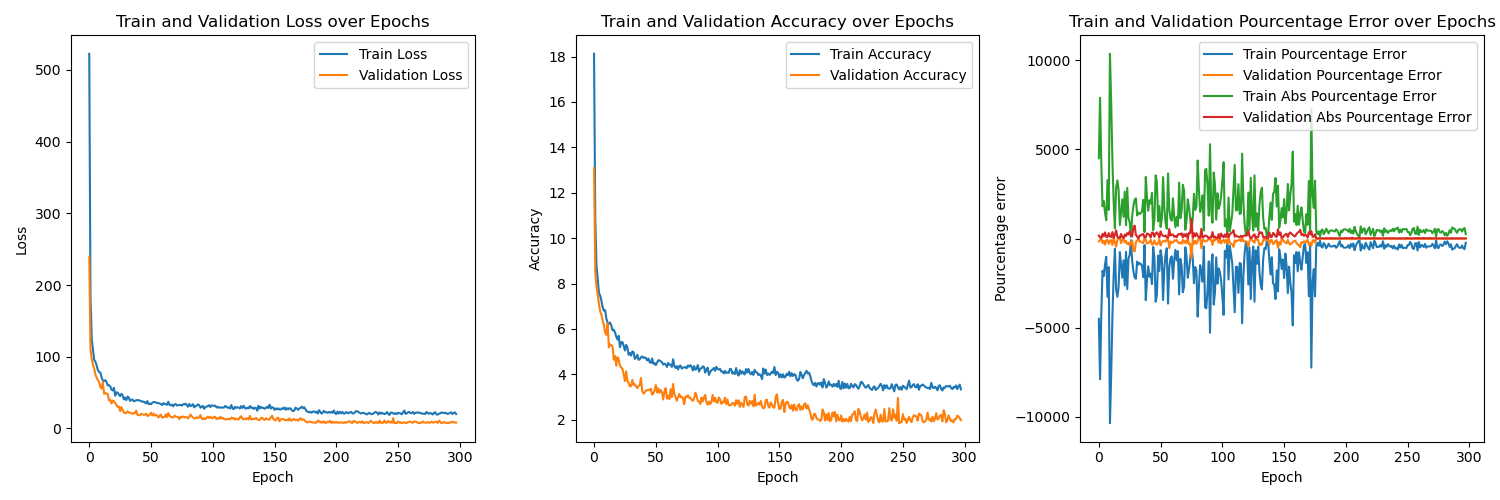 Train and Validation Loss over Epochs
Train Loss
Validation Loss
500
400
300
200
100
0
Loss
0 50 100 150 200 250 300
Epoch
Train and Validation Accuracy over Epochs
Train Accuracy
Validation Accuracy
18
16
14
12
10
8
6
4
2
Accuracy
0 50 100 150 200 250 300
Epoch
Train and Validation Pourcentage Error over Epochs
Train Pourcentage Error
Validation Pourcentage Error
Train Abs Pourcentage Error
Validation Abs Pourcentage Error
10000
5000
0
−5000
−10000
Pourcentage error
0 50 100 150 200 250 300
Epoch